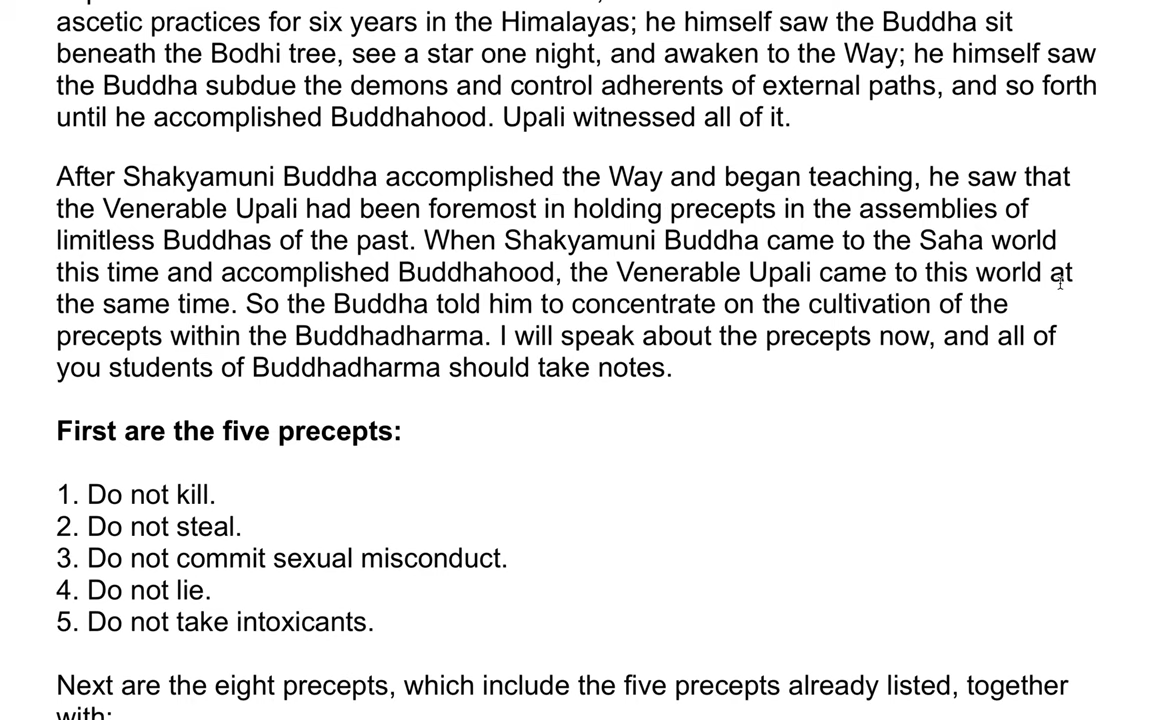 ascetic practices for six years in the Himalayas; he himself saw the Buddha sit
beneath the Bodhi tree, see a star one night, and awaken to the Way; he himself saw
the Buddha subdue the demons and control adherents of external paths, and so forth
until he accomplished Buddhahood. Upali witnessed all of it.
After Shakyamuni Buddha accomplished the Way and began teaching, he saw that
the Venerable Upali had been foremost in holding precepts in the assemblies of
limitless Buddhas of the past. When Shakyamuni Buddha came to the Saha world
this time and accomplished Buddhahood, the Venerable Upali came to this world at
the same time. So the Buddha told him to concentrate on the cultivation of the
precepts within the Buddhadharma. I will speak about the precepts now, and all of
you students of Buddhadharma should take notes.
First are the five precepts:
1. Do not kill.
2. Do not steal.
3. Do not commit sexual misconduct.
4. Do not lie.
5. Do not take intoxicants.
Next are the eight precepts, which include the five precepts already listed, together
with: